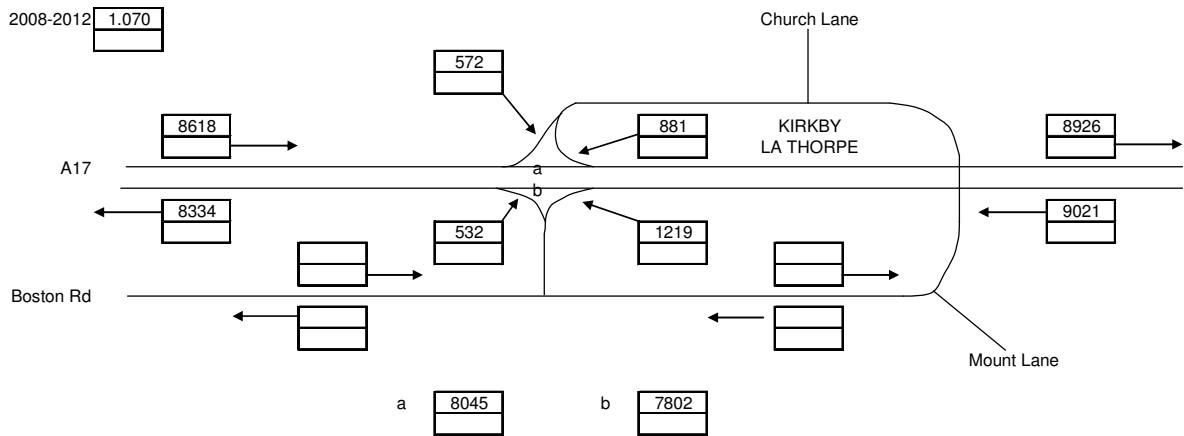 2008-2012 1.070
Church Lane
572
8618
881
KIRKBY
LA THORPE
8926
A17
a
b
8334
532
1219
9021
Boston Rd
Mount Lane
a 8045 b 7802